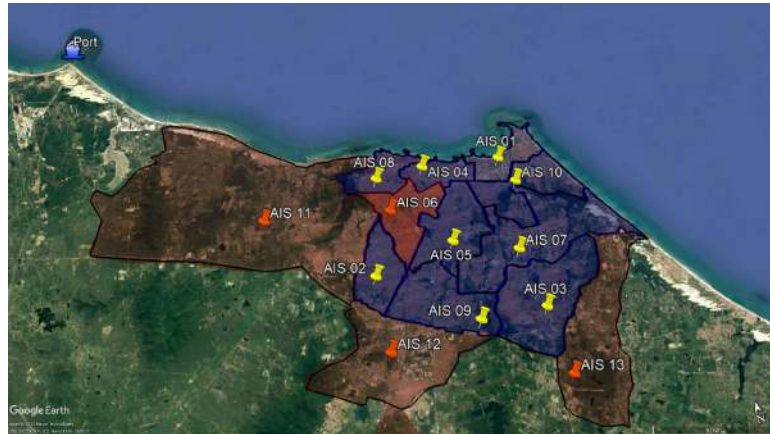 Port
AIS 01
AIS 08
AIS 04
AIS 10
AIS 06
AIS 11
AIS 07
AIS 05
AIS 02
AIS 03
AIS 09
AIS 12
AIS 13
Google Earth